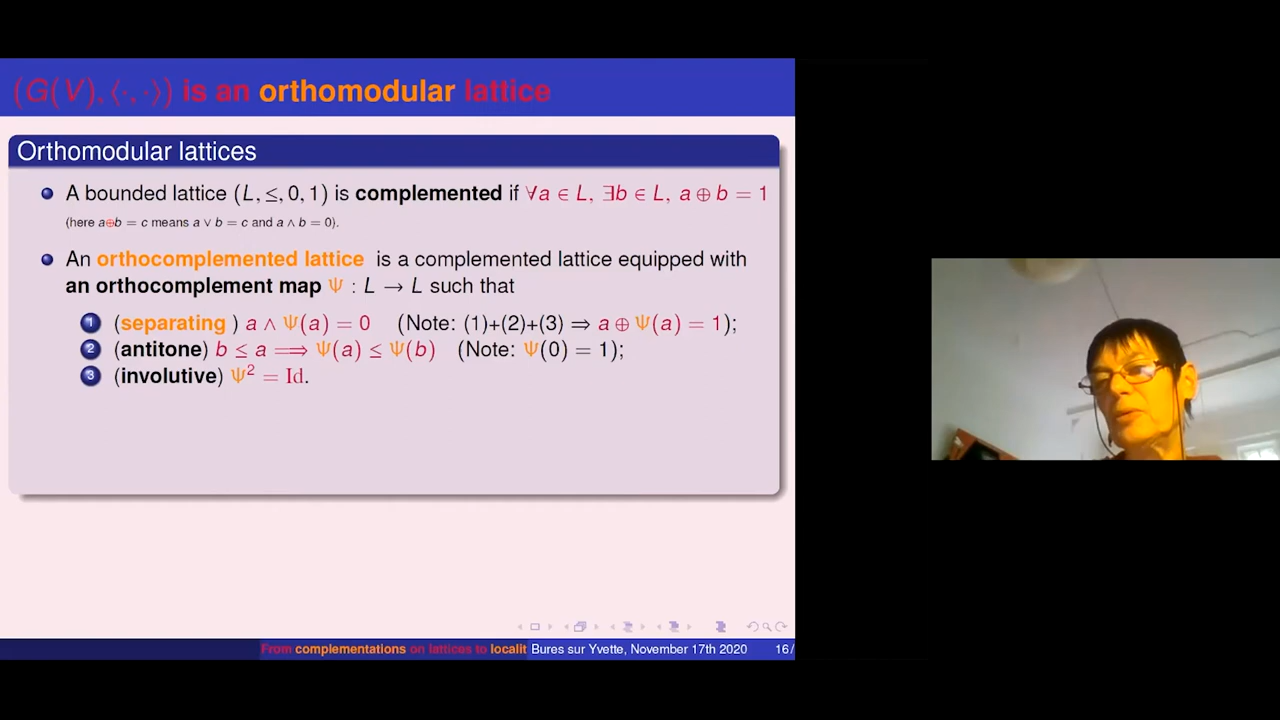 (G(V), ⟨·, ·⟩) is an orthomodular lattice
Orthomodular lattices
A bounded lattice (L, ≤, 0, 1) is complemented if ∀a ∈ L, ∃b ∈ L, a ⊕ b = 1
(here a⊕b = c means a ∨ b = c and a ∧ b = 0).
An orthocomplemented lattice is a complemented lattice equipped with
an orthocomplement map Ψ : L → L such that
1 (separating ) a ∧ Ψ(a) = 0 (Note: (1)+(2)+(3) ⇒ a ⊕ Ψ(a) = 1);
2 (antitone) b ≤ a ⟹ Ψ(a) ≤ Ψ(b) (Note: Ψ(0) = 1);
3 (involutive) Ψ² = Id.
From complementations on lattices to localit Bures sur Yvette, November 17th 2020 16/